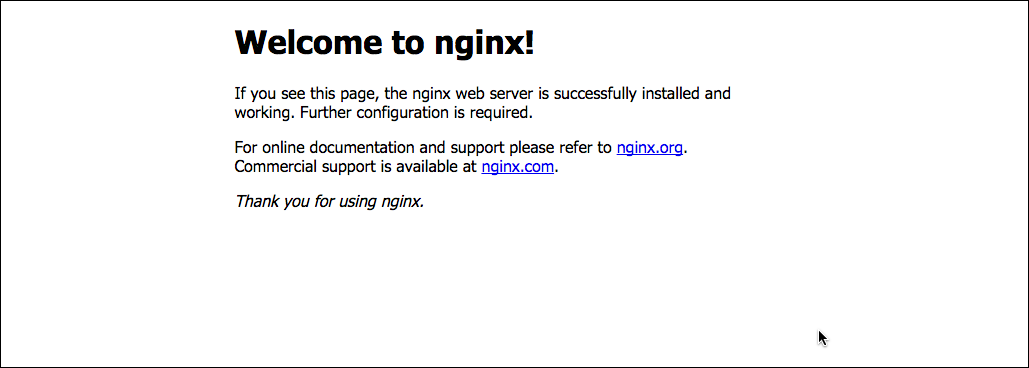 Welcome to nginx!
If you see this page, the nginx web server is successfully installed and
working. Further configuration is required.
For online documentation and support please refer to nginx.org.
Commercial support is available at nginx.com.
Thank you for using nginx.